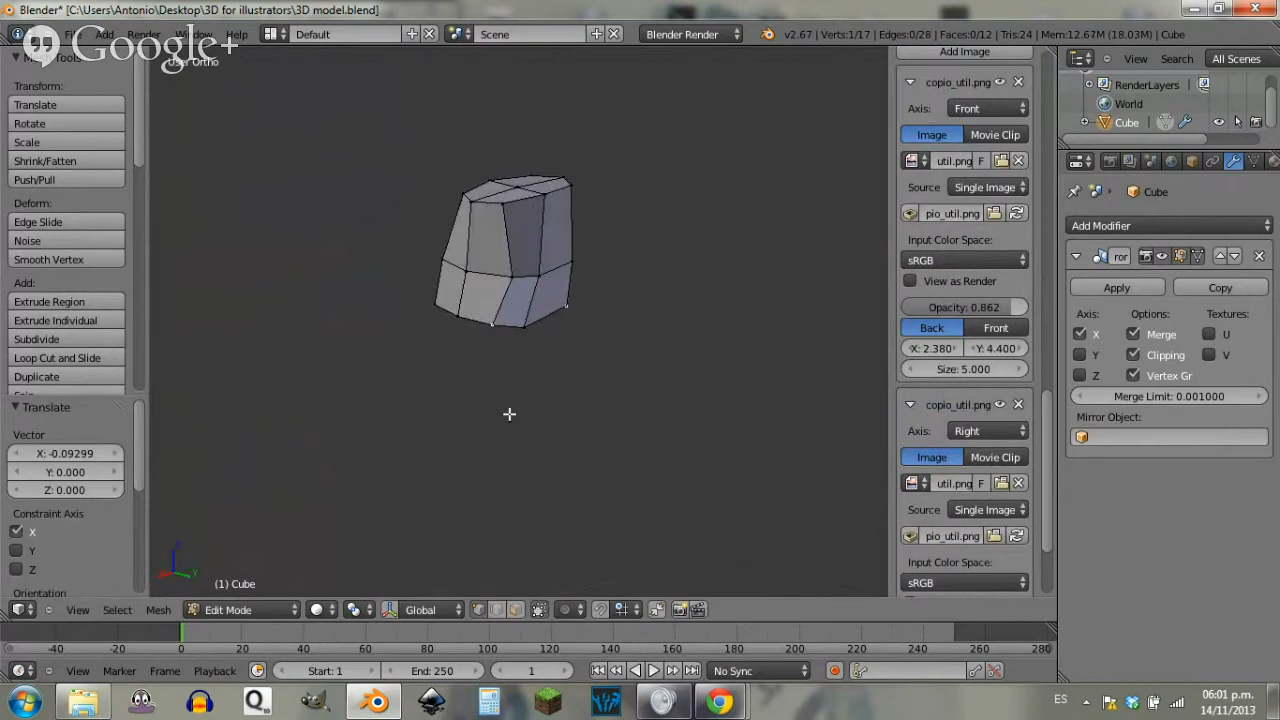 Blender* [C:\Users\Antonio\Desktop\3D for illustrators\3D model.blend]
Add Render Window Help Default Scene Blender Render v2.67 | Verts:1/17 | Edges:0/28 | Faces:0/12 | Tris:24 | Mem:12.67M (18.03M) | Cube
Google+
Tools
User Ortho
Transform:
Translate
Rotate
Scale
Shrink/Fatten
Push/Pull
Deform:
Edge Slide
Noise
Smooth Vertex
Add:
Extrude Region
Extrude Individual
Subdivide
Loop Cut and Slide
Duplicate
Translate
Vector
X: -0.09299
Y: 0.000
Z: 0.000
Constraint Axis
X
Y
Z
Orientation
(1) Cube
Add Image
copio_util.png
Axis: Front
Image Movie Clip
util.png F
Source Single Image
pio_util.png
Input Color Space:
sRGB
View as Render
Opacity: 0.862
Back Front
X: 2.380 Y: 4.400
Size: 5.000
copio_util.png
Axis: Right
Image Movie Clip
util.png F
Source Single Image
pio_util.png
Input Color Space:
sRGB
View Search All Scenes
RenderLayers
World
Cube
Cube
Add Modifier
ror
Apply Copy
Axis: Options: Textures:
X Merge U
Y Clipping V
Z Vertex Gr
Merge Limit: 0.001000
Mirror Object:
View Select Mesh Edit Mode Global
-40 -20 0 20 40 60 80 100 120 140 160 180 200 220 240 260 280
View Marker Frame Playback Start: 1 End: 250 1 No Sync
ES 06:01 p.m.
14/11/2013